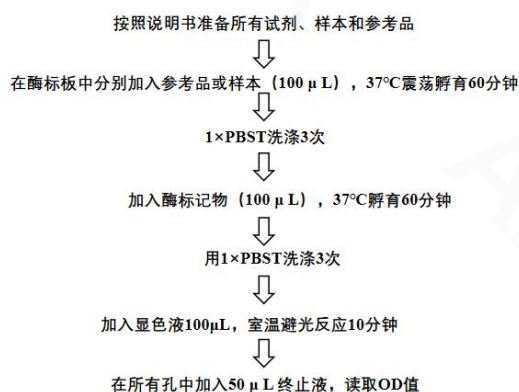 按照说明书准备所有试剂、样本和参考品
在酶标板中分别加入参考品或样本（100 μ L），37°C震荡孵育60分钟
1×PBST洗涤3次
加入酶标记物（100 μ L），37°C孵育60分钟
用1×PBST洗涤3次
加入显色液100μL，室温避光反应10分钟
在所有孔中加入50 μ L 终止液，读取OD值